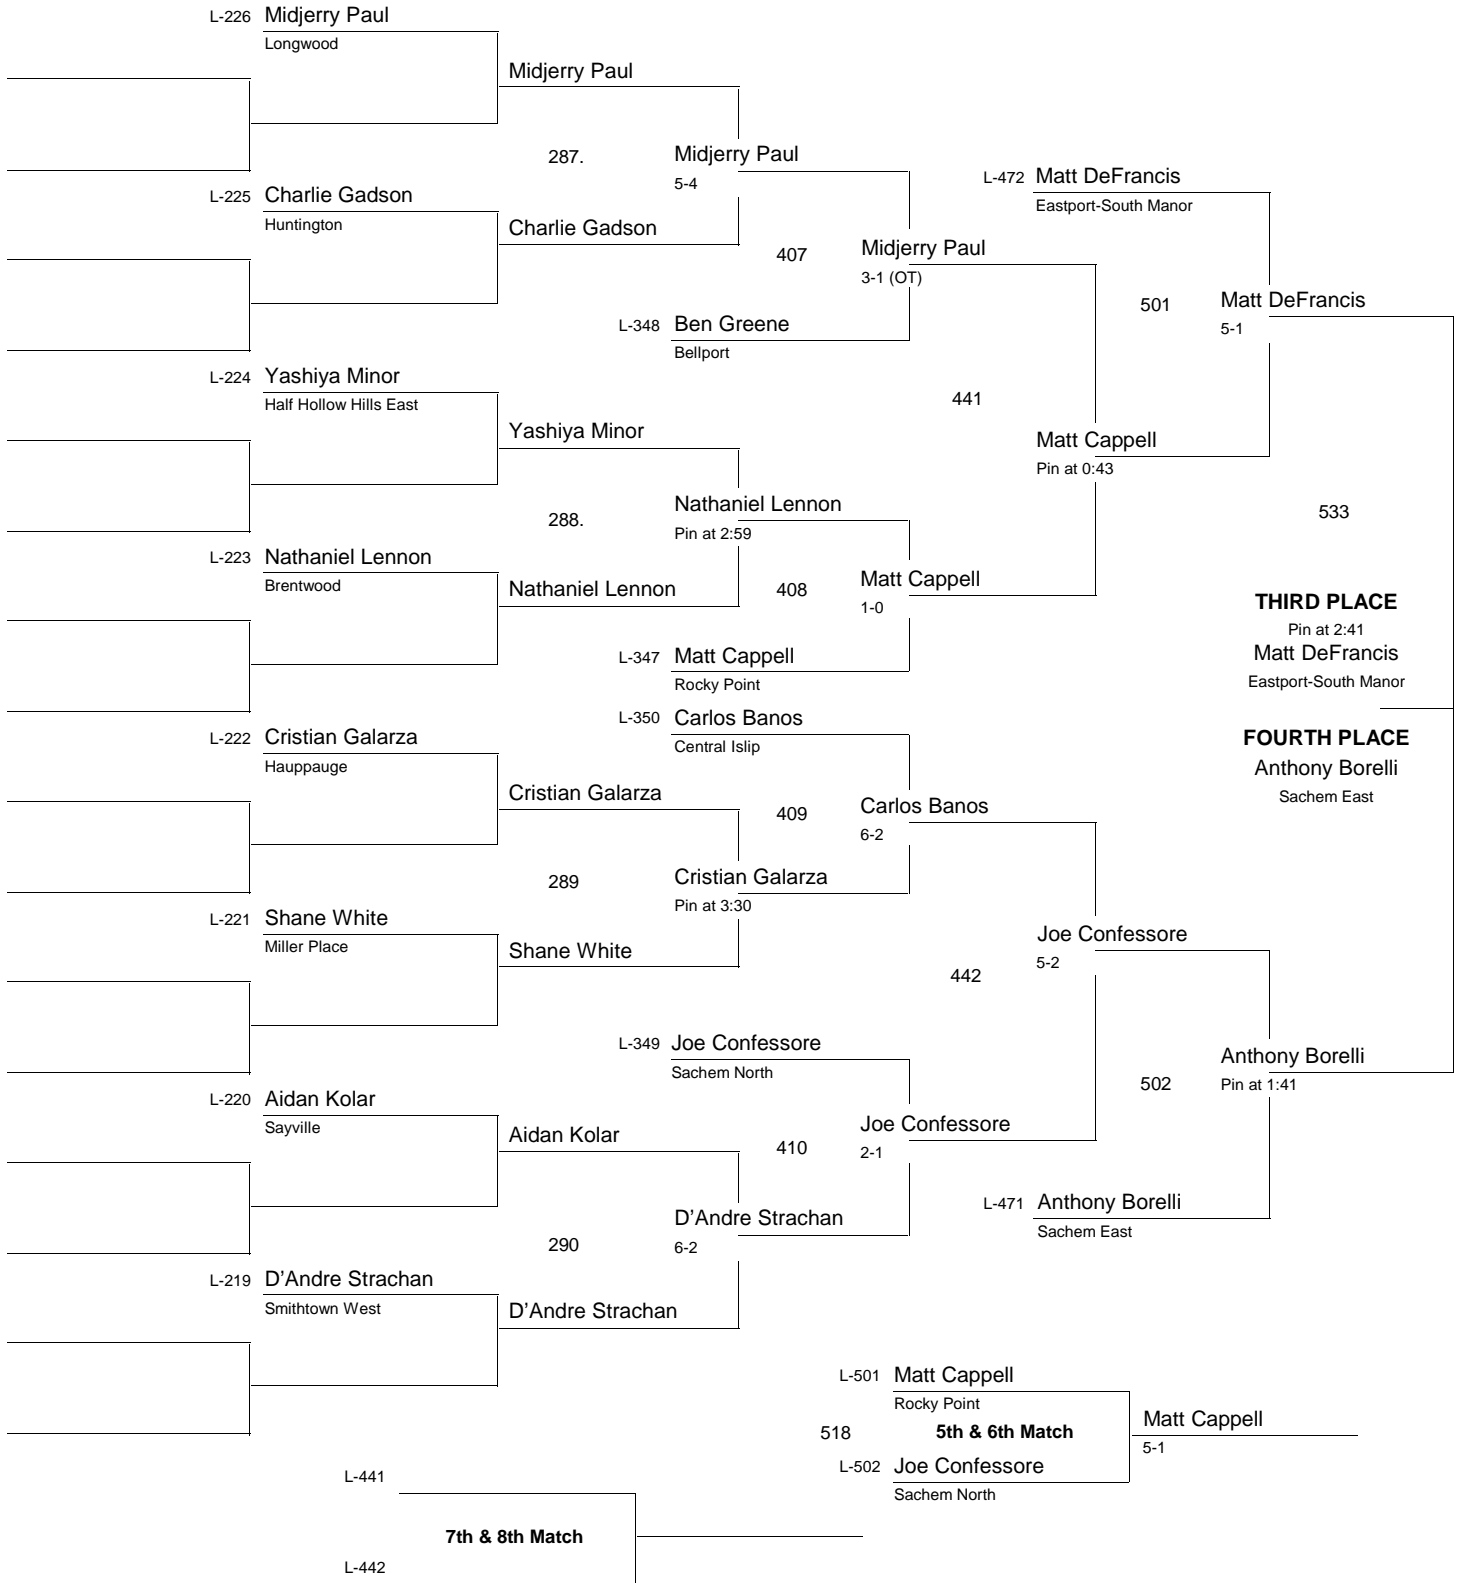 L-226 Midjerry Paul
Longwood
Midjerry Paul
287.
Midjerry Paul
5-4
L-472 Matt DeFrancis
Eastport-South Manor
L-225 Charlie Gadson
Huntington
Charlie Gadson
407
Midjerry Paul
3-1 (OT)
501
Matt DeFrancis
5-1
L-348 Ben Greene
Bellport
L-224 Yashiya Minor
Half Hollow Hills East
441
Yashiya Minor
Matt Cappell
Pin at 0:43
288.
Nathaniel Lennon
Pin at 2:59
533
L-223 Nathaniel Lennon
Brentwood
Nathaniel Lennon
408
Matt Cappell
1-0
THIRD PLACE
Pin at 2:41
Matt DeFrancis
Eastport-South Manor
L-347 Matt Cappell
Rocky Point
L-350 Carlos Banos
Central Islip
L-222 Cristian Galarza
Hauppauge
FOURTH PLACE
Anthony Borelli
Sachem East
Cristian Galarza
409
Carlos Banos
6-2
289
Cristian Galarza
Pin at 3:30
L-221 Shane White
Miller Place
Shane White
442
Joe Confessore
5-2
L-349 Joe Confessore
Sachem North
502
Anthony Borelli
Pin at 1:41
L-220 Aidan Kolar
Sayville
Aidan Kolar
410
Joe Confessore
2-1
L-471 Anthony Borelli
Sachem East
290
D’Andre Strachan
6-2
L-219 D’Andre Strachan
Smithtown West
D’Andre Strachan
L-501 Matt Cappell
Rocky Point
518
5th & 6th Match
Matt Cappell
5-1
L-502 Joe Confessore
Sachem North
L-441
7th & 8th Match
L-442